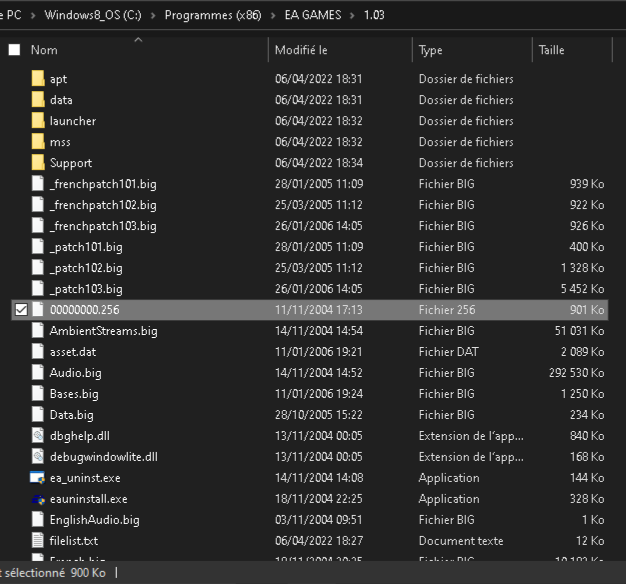 e PC > Windows8_OS (C:) > Programmes (x86) > EA GAMES > 1.03
Nom Modifié le Type Taille
apt 06/04/2022 18:31 Dossier de fichiers
data 06/04/2022 18:31 Dossier de fichiers
launcher 06/04/2022 18:32 Dossier de fichiers
mss 06/04/2022 18:32 Dossier de fichiers
Support 06/04/2022 18:34 Dossier de fichiers
_frenchpatch101.big 28/01/2005 11:09 Fichier BIG 939 Ko
_frenchpatch102.big 25/03/2005 11:12 Fichier BIG 922 Ko
_frenchpatch103.big 26/01/2006 14:05 Fichier BIG 926 Ko
_patch101.big 28/01/2005 11:09 Fichier BIG 400 Ko
_patch102.big 25/03/2005 11:12 Fichier BIG 1 328 Ko
_patch103.big 26/01/2006 14:05 Fichier BIG 5 452 Ko
00000000.256 11/11/2004 17:13 Fichier 256 901 Ko
AmbientStreams.big 14/11/2004 14:54 Fichier BIG 51 031 Ko
asset.dat 11/01/2006 19:21 Fichier DAT 2 089 Ko
Audio.big 14/11/2004 14:52 Fichier BIG 292 530 Ko
Bases.big 11/01/2006 19:24 Fichier BIG 1 250 Ko
Data.big 28/10/2005 15:22 Fichier BIG 234 Ko
dbghelp.dll 13/11/2004 00:05 Extension de l'app... 840 Ko
debugwindowlite.dll 13/11/2004 00:05 Extension de l'app... 168 Ko
ea_uninst.exe 14/11/2004 14:08 Application 144 Ko
eauninstall.exe 18/11/2004 22:25 Application 328 Ko
EnglishAudio.big 03/11/2004 09:51 Fichier BIG 1 Ko
filelist.txt 06/04/2022 18:27 Document texte 12 Ko
French.big Fichier BIG
t sélectionné 900 Ko